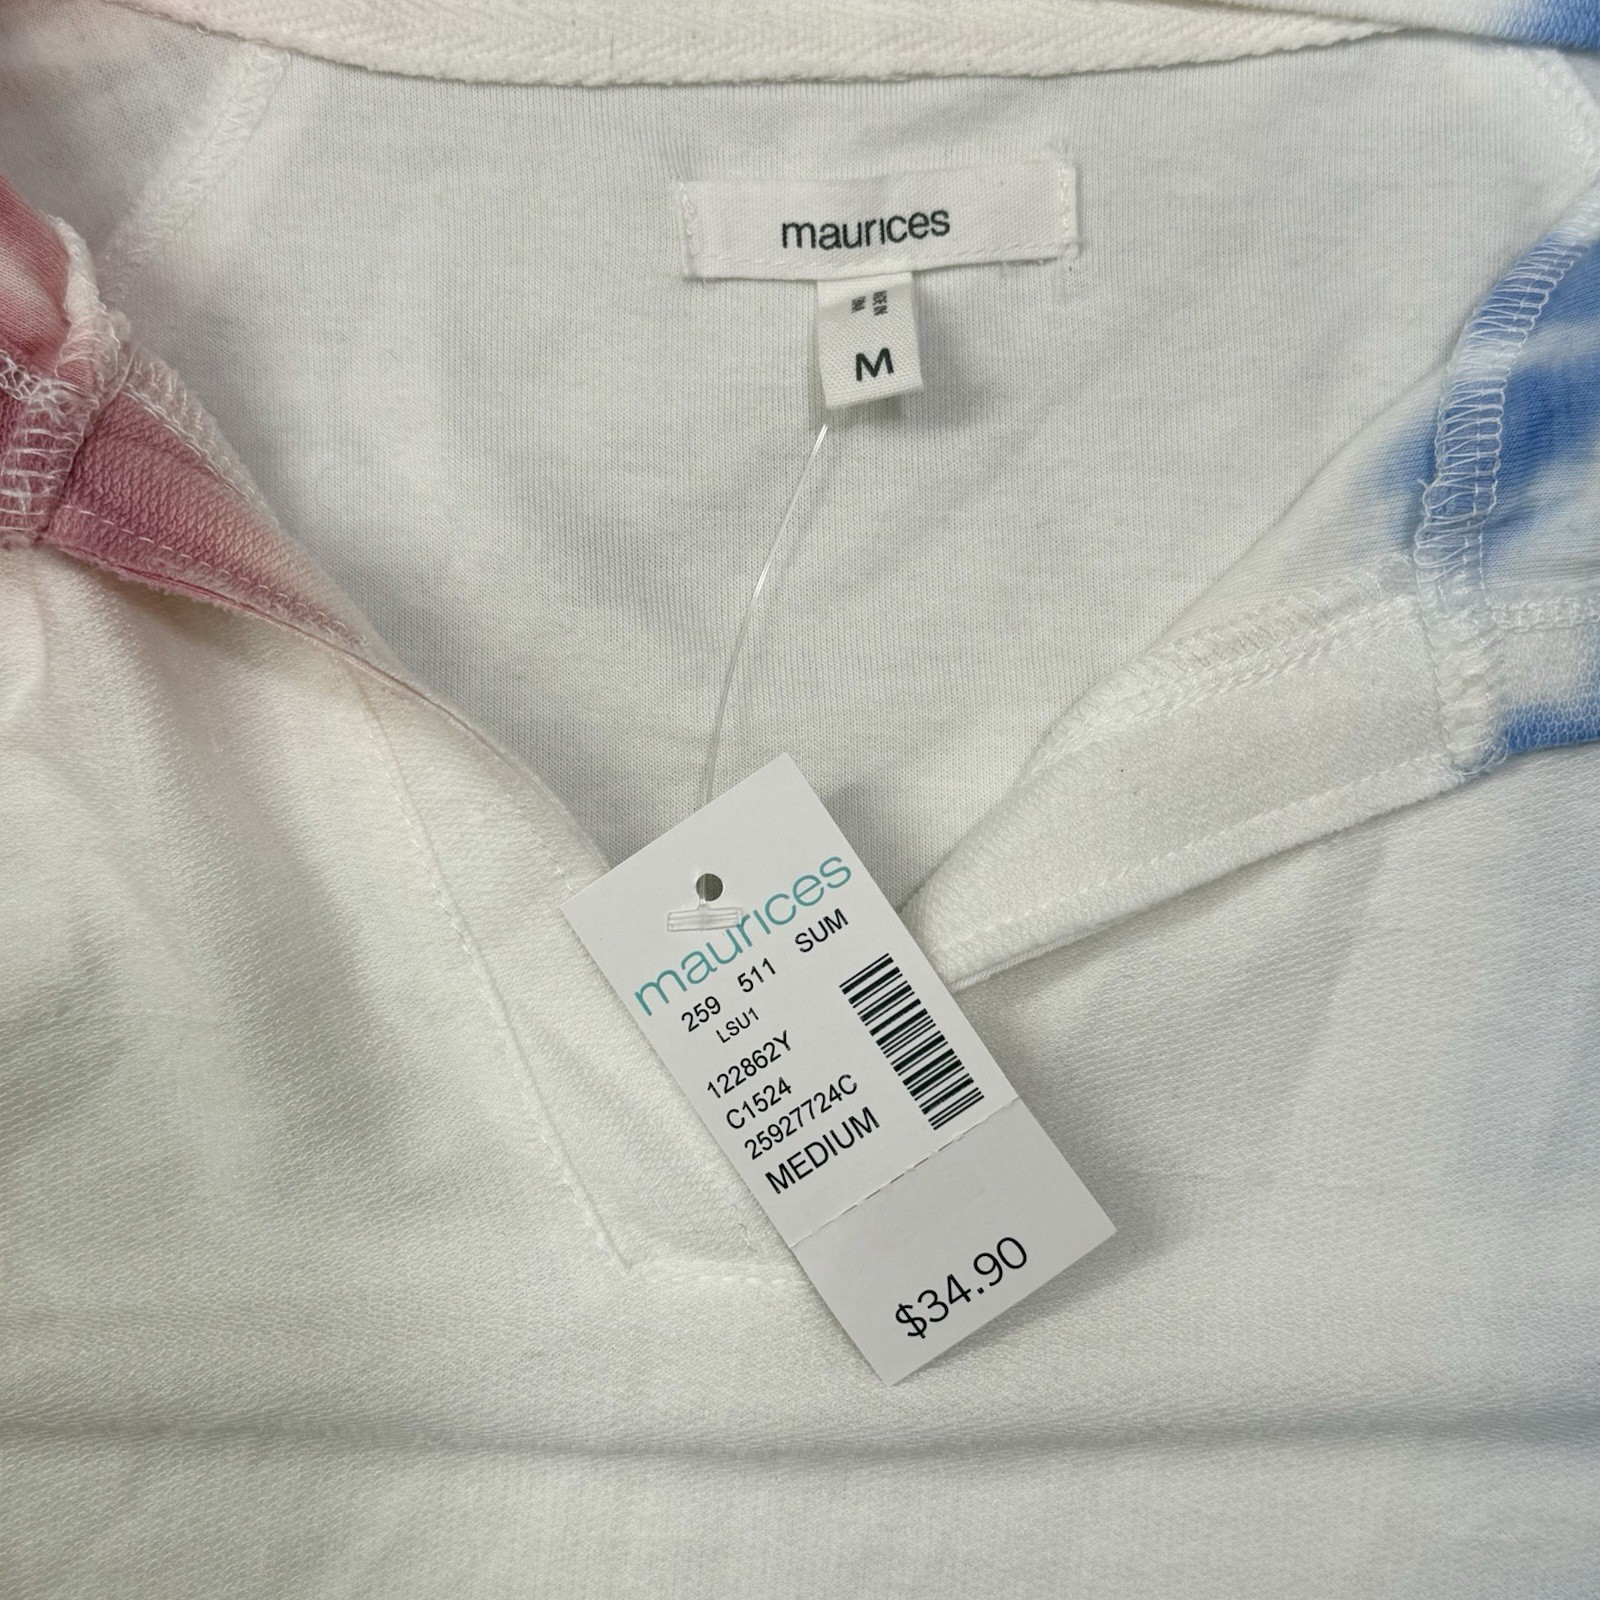 maurices
M
maurices
259 511 SUM
LSU1
122862Y
C1524
25927724C
MEDIUM
$34.90